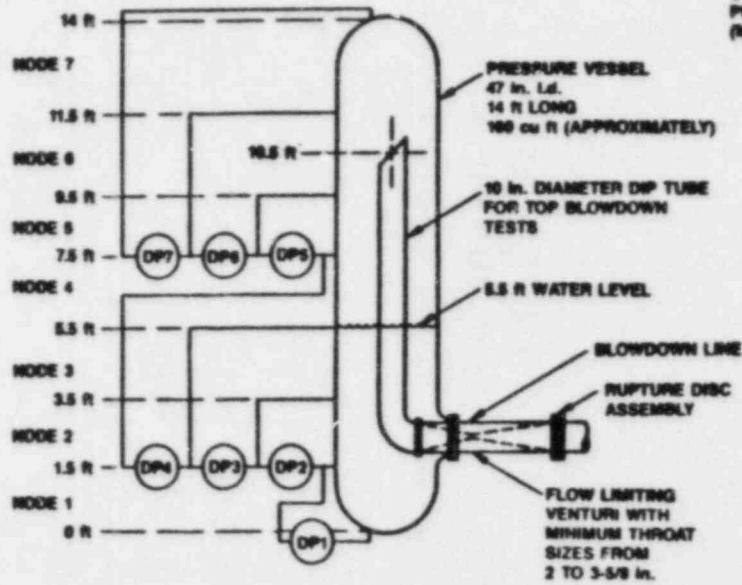 14 ft
NODE 7
11.5 ft
NODE 6
9.5 ft
NODE 5
7.5 ft
NODE 4
5.5 ft
NODE 3
3.5 ft
NODE 2
1.5 ft
NODE 1
0 ft
DP7
DP6
DP5
DP4
DP3
DP2
DP1
10.5 ft
PRESSURE VESSEL
47 in. i.d.
14 ft LONG
160 cu ft (APPROXIMATELY)
10 in. DIAMETER DIP TUBE
FOR TOP BLOWDOWN
TESTS
5.5 ft WATER LEVEL
BLOWDOWN LINE
RUPTURE DISC
ASSEMBLY
FLOW LIMITING
VENTURI WITH
MINIMUM THROAT
SIZES FROM
2 TO 3-5/8 in.